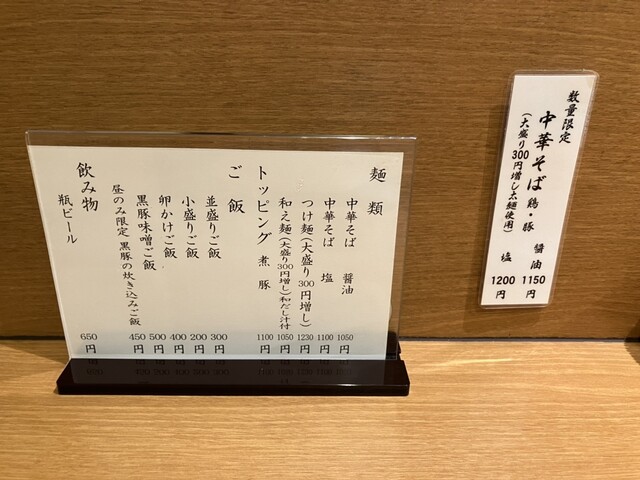 麺類
中華そば 醤油 1050円
中華そば 塩 1100円
つけ麺(大盛り300円増し) 1230円
和え麺(大盛り300円増し)和だし汁付 1050円
トッピング 煮豚 1100円
ご飯
並盛りご飯 300円
小盛りご飯 200円
卵かけご飯 400円
黒豚味噌ご飯 500円
昼のみ限定 黒豚の炊き込みご飯 450円
飲み物
瓶ビール 650円
数量限定
中華そば 鶏・豚 醤油 1150円
(大盛り300円増し太麺使用) 塩 1200円